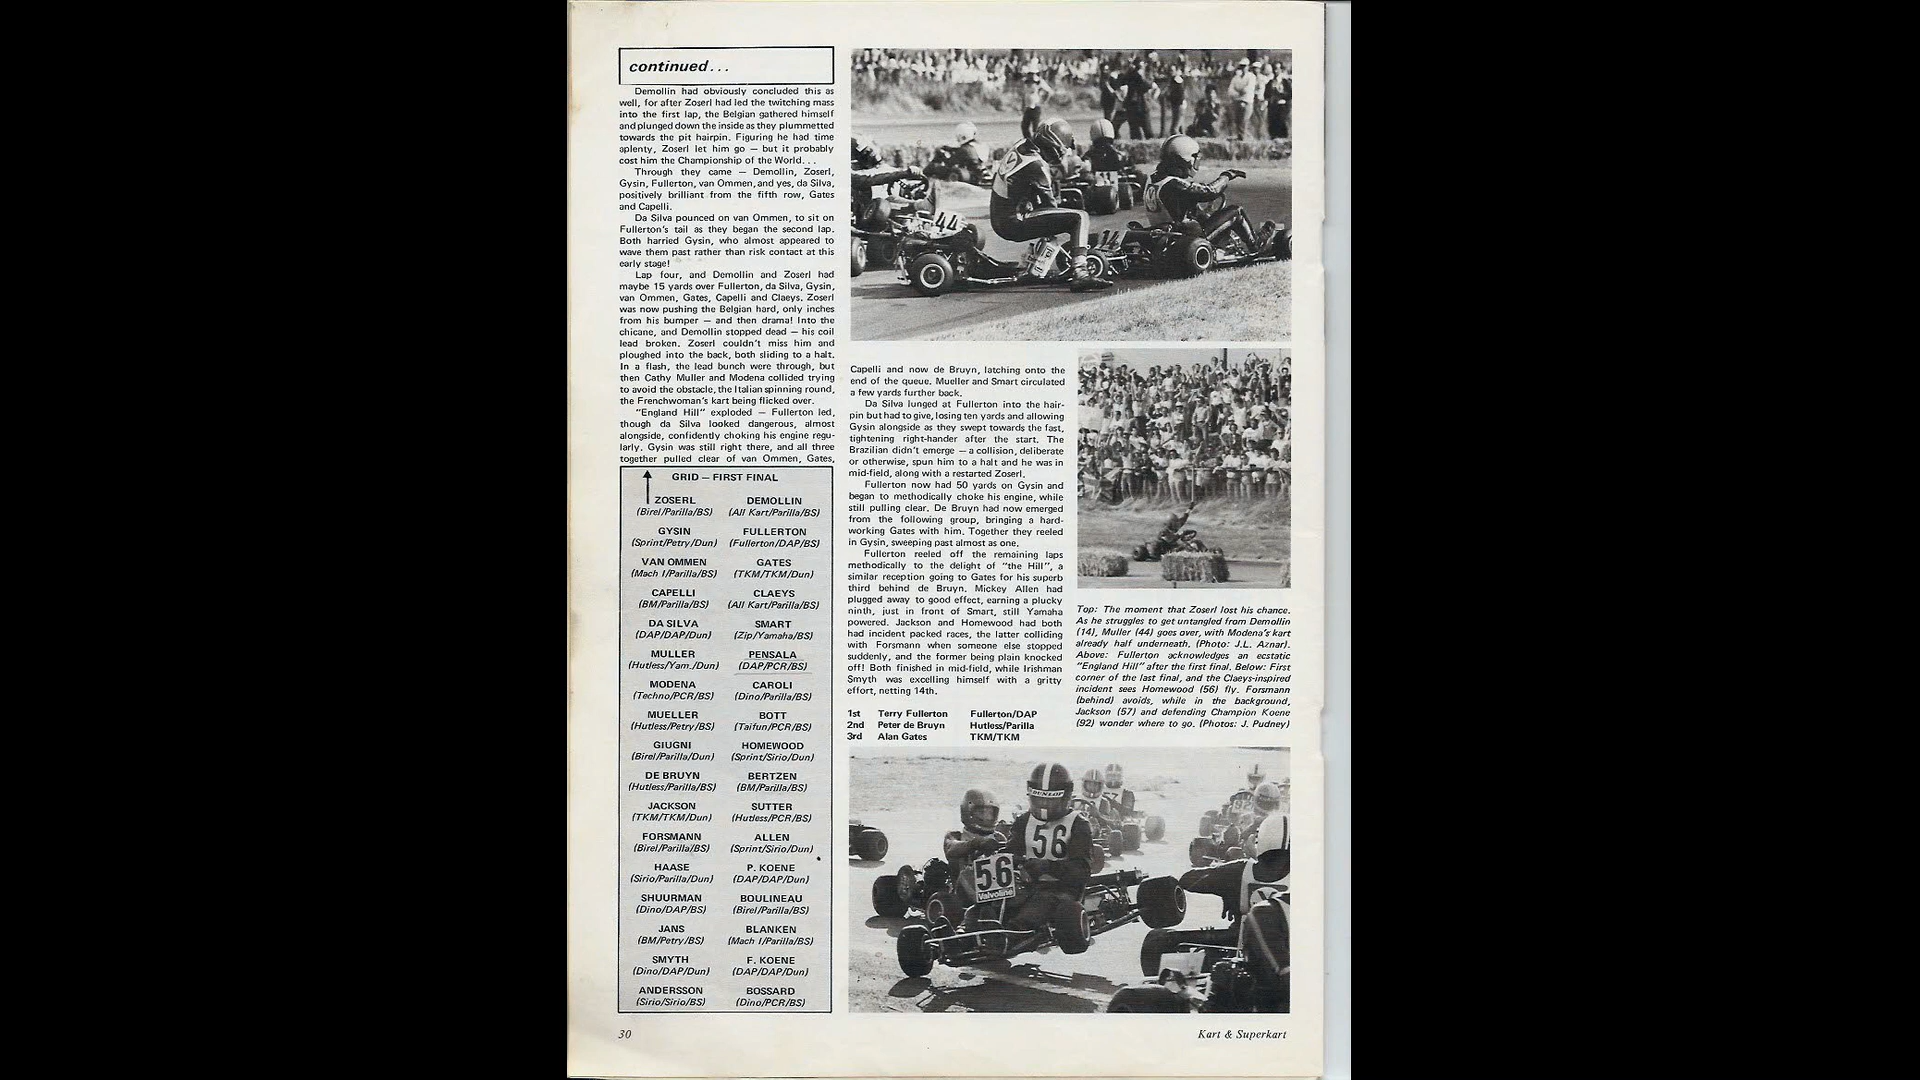 continued...
Demollin had obviously concluded this as
well, for after Zoserl had led the twitching mass
into the first lap, the Belgian gathered himself
and plunged down the inside as they plummetted
towards the pit hairpin. Figuring he had time
aplenty, Zoserl let him go — but it probably
cost him the Championship of the World...
Through they came — Demollin, Zoserl,
Gysin, Fullerton, van Ommen, and yes, da Silva,
positively brilliant from the fifth row, Gates
and Capelli.
Da Silva pounced on van Ommen, to sit on
Fullerton's tail as they began the second lap.
Both harried Gysin, who almost appeared to
wave them past rather than risk contact at this
early stage!
Lap four, and Demollin and Zoserl had
maybe 15 yards over Fullerton, da Silva, Gysin,
van Ommen, Gates, Capelli and Claeys. Zoserl
was now pushing the Belgian hard, only inches
from his bumper — and then drama! Into the
chicane, and Demollin stopped dead — his coil
lead broken. Zoserl couldn't miss him and
ploughed into the back, both sliding to a halt.
In a flash, the lead bunch were through, but
then Cathy Muller and Modena collided trying
to avoid the obstacle, the Italian spinning round,
the Frenchwoman's kart being flicked over.
"England Hill" exploded — Fullerton led,
though da Silva looked dangerous, almost
alongside, confidently choking his engine regu-
larly. Gysin was still right there, and all three
together pulled clear of van Ommen, Gates,
GRID — FIRST FINAL
ZOSERL DEMOLLIN
(Birel/Parilla/BS) (All Kart/Parilla/BS)
GYSIN FULLERTON
(Sprint/Petry/Dun) (Fullerton/DAP/BS)
VAN OMMEN GATES
(Mach I/Parilla/BS) (TKM/TKM/Dun)
CAPELLI CLAEYS
(BM/Parilla/BS) (All Kart/Parilla/BS)
DA SILVA SMART
(DAP/DAP/Dun) (Zip/Yamaha/BS)
MULLER PENSALA
(Hutless/Yam./Dun) (DAP/PCR/BS)
MODENA CAROLI
(Techno/PCR/BS) (Dino/Parilla/BS)
MUELLER BOTT
(Hutless/Petry/BS) (Taifun/PCR/BS)
GIUGNI HOMEWOOD
(Birel/Parilla/Dun) (Sprint/Sirio/Dun)
DE BRUYN BERTZEN
(Hutless/Parilla/BS) (BM/Parilla/BS)
JACKSON SUTTER
(TKM/TKM/Dun) (Hutless/PCR/BS)
FORSMANN ALLEN
(Birel/Parilla/BS) (Sprint/Sirio/Dun)
HAASE P. KOENE
(Sirio/Parilla/Dun) (DAP/DAP/Dun)
SHUURMAN BOULINEAU
(Dino/DAP/BS) (Birel/Parilla/BS)
JANS BLANKEN
(BM/Petry/BS) (Mach I/Parilla/BS)
SMYTH F. KOENE
(Dino/DAP/Dun) (DAP/DAP/Dun)
ANDERSSON BOSSARD
(Sirio/Sirio/BS) (Dino/PCR/BS)
44
14
Capelli and now de Bruyn, latching onto the
end of the queue. Mueller and Smart circulated
a few yards further back.
Da Silva lunged at Fullerton into the hair-
pin but had to give, losing ten yards and allowing
Gysin alongside as they swept towards the fast,
tightening right-hander after the start. The
Brazilian didn't emerge — a collision, deliberate
or otherwise, spun him to a halt and he was in
mid-field, along with a restarted Zoserl.
Fullerton now had 50 yards on Gysin and
began to methodically choke his engine, while
still pulling clear. De Bruyn had now emerged
from the following group, bringing a hard-
working Gates with him. Together they reeled
in Gysin, sweeping past almost as one.
Fullerton reeled off the remaining laps
methodically to the delight of "the Hill", a
similar reception going to Gates for his superb
third behind de Bruyn. Mickey Allen had
plugged away to good effect, earning a plucky
ninth, just in front of Smart, still Yamaha
powered. Jackson and Homewood had both
had incident packed races, the latter colliding
with Forsmann when someone else stopped
suddenly, and the former being plain knocked
off! Both finished in mid-field, while Irishman
Smyth was excelling himself with a gritty
effort, netting 14th.
1st Terry Fullerton Fullerton/DAP
2nd Peter de Bruyn Hutless/Parilla
3rd Alan Gates TKM/TKM
Top: The moment that Zoserl lost his chance.
As he struggles to get untangled from Demollin
(14), Muller (44) goes over, with Modena's kart
already half underneath. (Photo: J.L. Aznar).
Above: Fullerton acknowledges an ecstatic
"England Hill" after the first final. Below: First
corner of the last final, and the Claeys-inspired
incident sees Homewood (56) fly. Forsmann
(behind) avoids, while in the background,
Jackson (57) and defending Champion Koene
(92) wonder where to go. (Photos: J. Pudney)
DUNLOP
56
56
Valvoline
57
92
30
Kart & Superkart